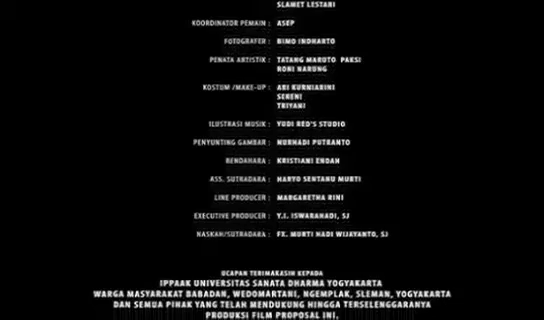 SLAMET LESTARI
KOORDINATOR PEMAIN : ASEP
FOTOGRAFER : BIMO INDHARTO
PENATA ARTISTIK : TATANG MARUTO PAKSI
RONI NARUNG
KOSTUM /MAKE-UP : ARI KURNIARINI
SENENI
TRIYANI
ILUSTRASI MUSIK : YUDI RED'S STUDIO
PENYUNTING GAMBAR : NURHADI PUTRANTO
BENDAHARA : KRISTIANI ENDAH
ASS. SUTRADARA : HARYO SENTANU MURTI
LINE PRODUCER : MARGARETHA RINI
EXECUTIVE PRODUCER : Y.I. ISWARAHADI, SJ
NASKAH/SUTRADARA : FX. MURTI HADI WIJAYANTO, SJ
UCAPAN TERIMAKASIH KEPADA
IPPAAK UNIVERSITAS SANATA DHARMA YOGYAKARTA
WARGA MASYARAKAT BABADAN, WEDOMARTANI, NGEMPLAK, SLEMAN, YOGYAKARTA
DAN SEMUA PIHAK YANG TELAH MENDUKUNG HINGGA TERSELENGGARANYA
PRODUKSI FILM PROPOSAL INI.